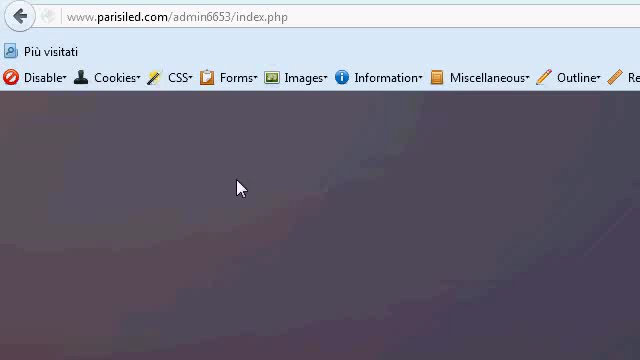 www.parisiled.com/admin6653/index.php
Più visitati
Disable Cookies CSS Forms Images Information Miscellaneous Outline Re